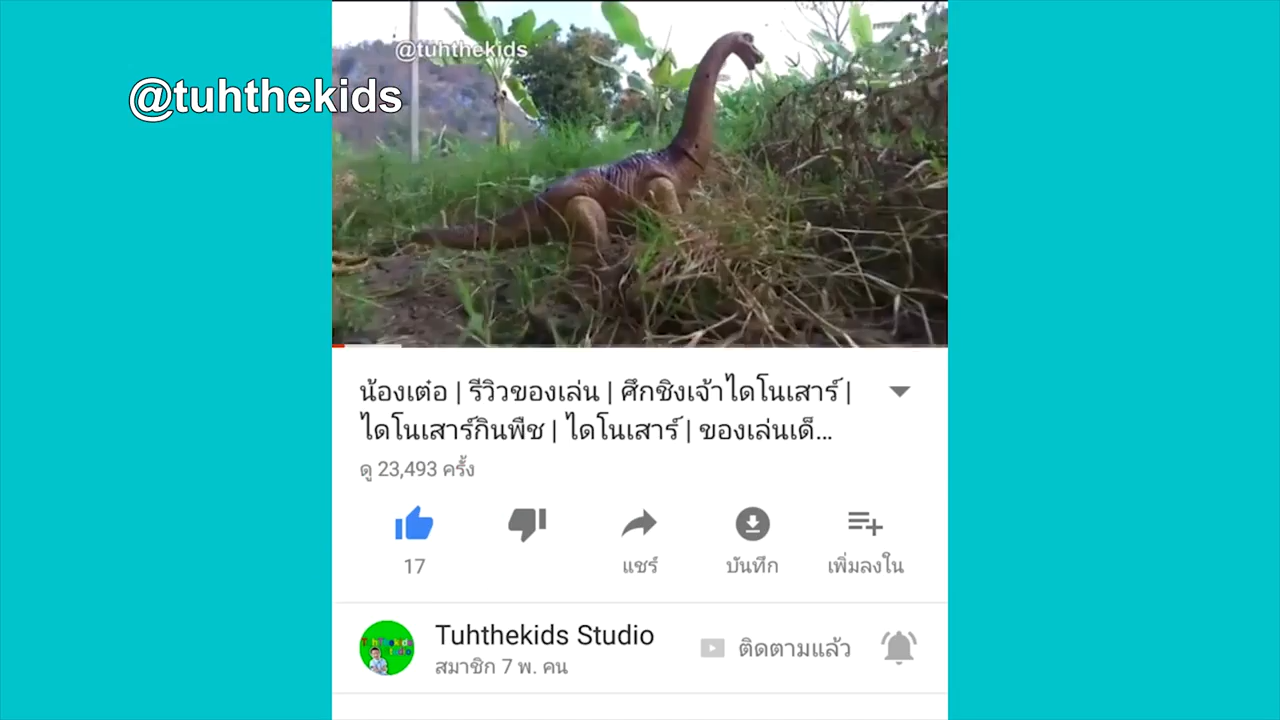 @tuhthekids
@tuhthekids
น้องเต๋อ | รีวิวของเล่น | ศึกชิงเจ้าไดโนเสาร์ |
ไดโนเสาร์กินพืช | ไดโนเสาร์ | ของเล่นเด็...
ดู 23,493 ครั้ง
17
แชร์
บันทึก
เพิ่มลงใน
Tuhthekids Studio
ติดตามแล้ว
สมาชิก 7 พ. คน